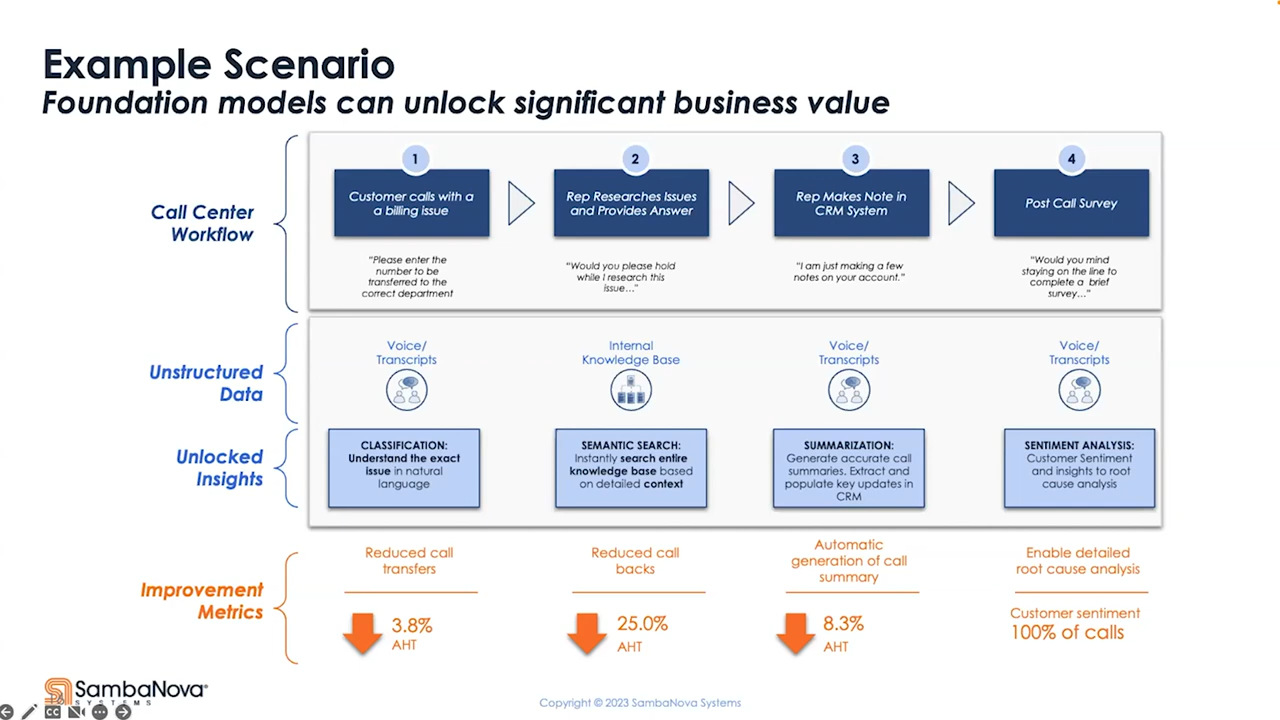 Example Scenario
Foundation models can unlock significant business value
Call Center
Workflow
1
Customer calls with a
a billing issue
“Please enter the
number to be
transferred to the
correct department
2
Rep Researches Issues
and Provides Answer
“Would you please hold
while I research this
issue…”
3
Rep Makes Note in
CRM System
“I am just making a few
notes on your account.”
4
Post Call Survey
“Would you mind
staying on the line to
complete a brief
survey…”
Unstructured
Data
Voice/
Transcripts
Internal
Knowledge Base
Voice/
Transcripts
Voice/
Transcripts
Unlocked
Insights
CLASSIFICATION:
Understand the exact
issue in natural
language
SEMANTIC SEARCH:
Instantly search entire
knowledge base based
on detailed context
SUMMARIZATION:
Generate accurate call
summaries. Extract and
populate key updates in
CRM
SENTIMENT ANALYSIS:
Customer Sentiment
and insights to root
cause analysis
Improvement
Metrics
Reduced call
transfers
3.8%
AHT
Reduced call
backs
25.0%
AHT
Automatic
generation of call
summary
8.3%
AHT
Enable detailed
root cause analysis
Customer sentiment
100% of calls
SambaNova
SYSTEMS
CC
Copyright © 2023 SambaNova Systems